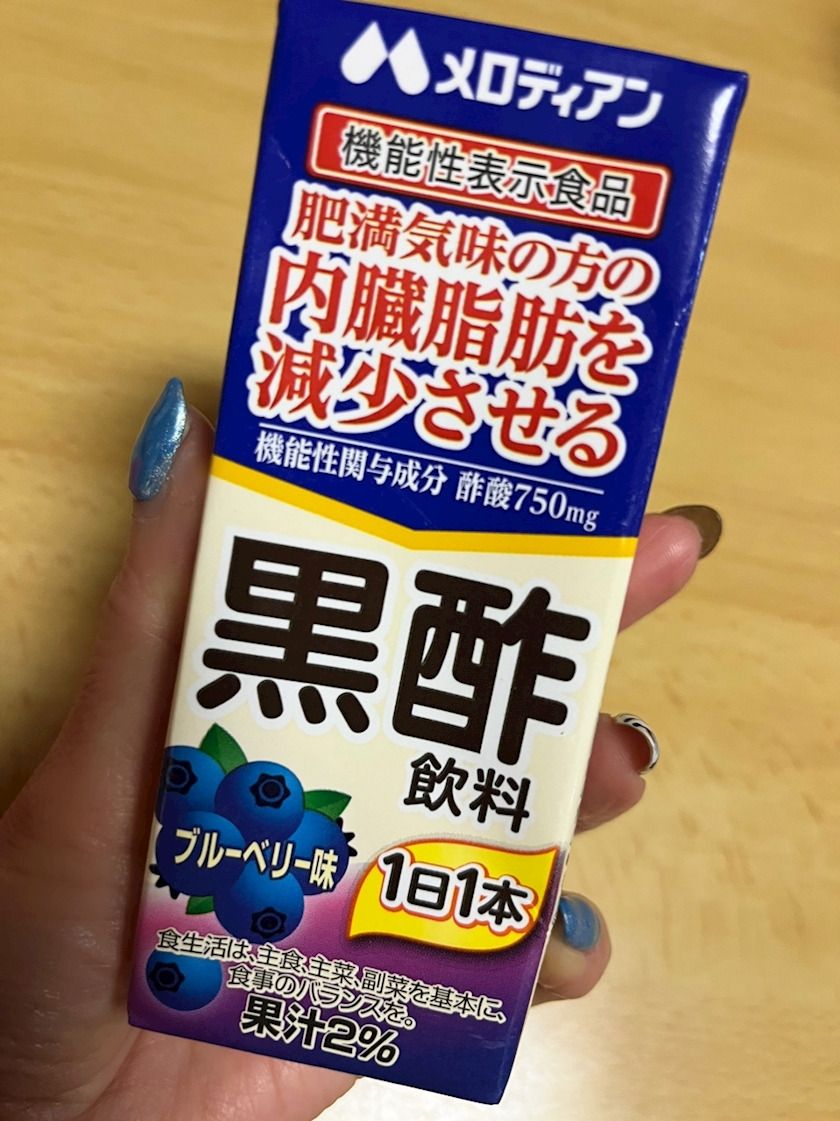 メロディアン
機能性表示食品
肥満気味の方の
内臓脂肪を
減少させる
機能性関与成分 酢酸750mg
黒酢
飲料
ブルーベリー味
1日1本
食生活は、主食、主菜、副菜を基本に、
食事のバランスを。
果汁2%